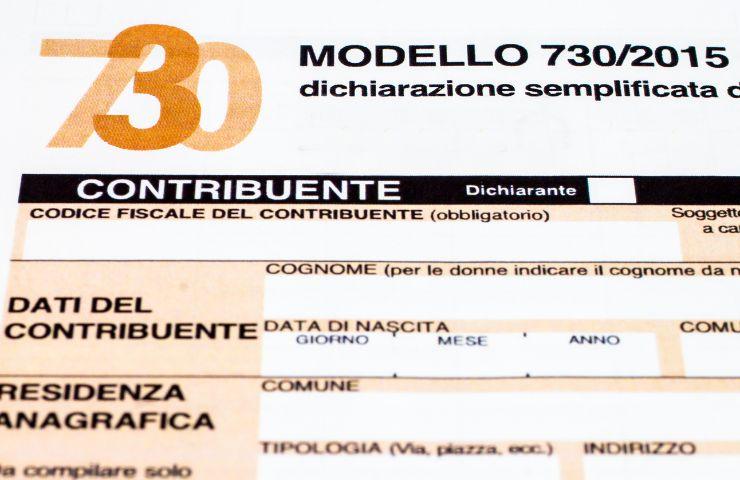 730
MODELLO 730/2015
dichiarazione semplificata d
CONTRIBUENTE Dichiarante
CODICE FISCALE DEL CONTRIBUENTE (obbligatorio) Soggetto
a ca
COGNOME (per le donne indicare il cognome da n
DATI DEL
CONTRIBUENTE
DATA DI NASCITA COMU
GIORNO MESE ANNO
RESIDENZA
ANAGRAFICA
COMUNE
TIPOLOGIA (Via, piazza, ecc.) INDIRIZZO
Da compilare solo